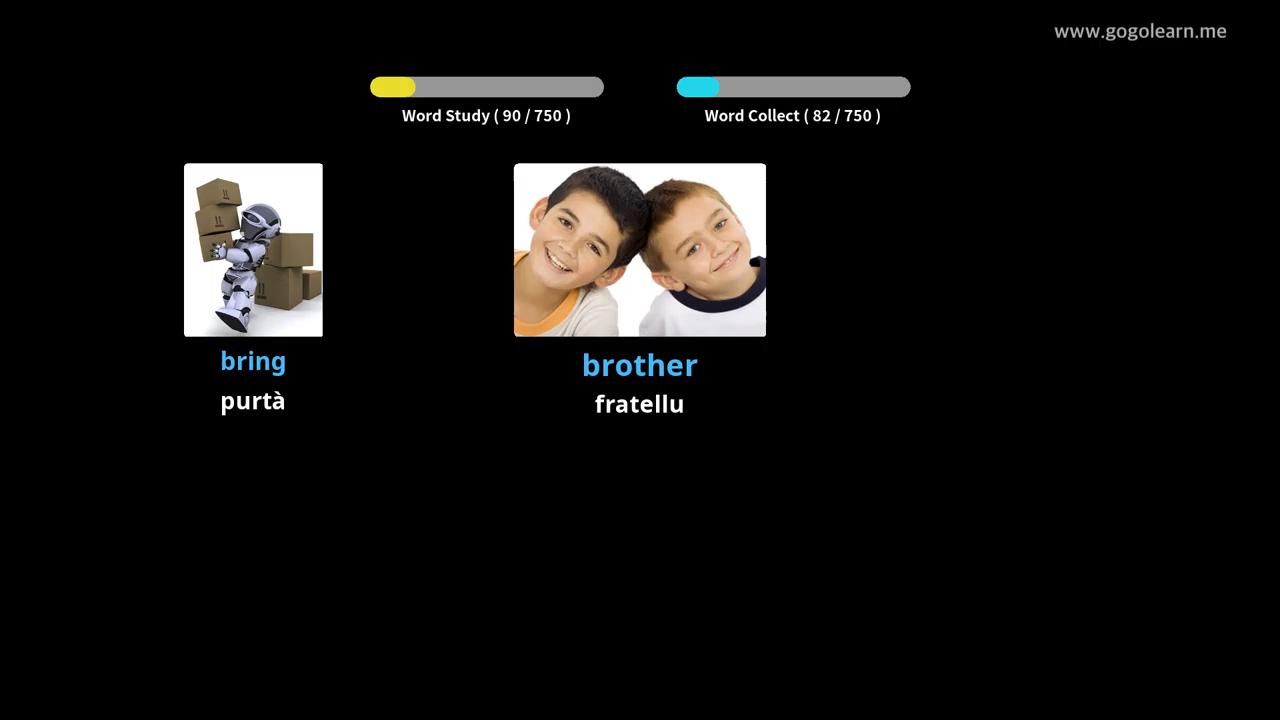 www.gogolearn.me
Word Study ( 90 / 750 )
Word Collect ( 82 / 750 )
bring
purtà
brother
fratellu